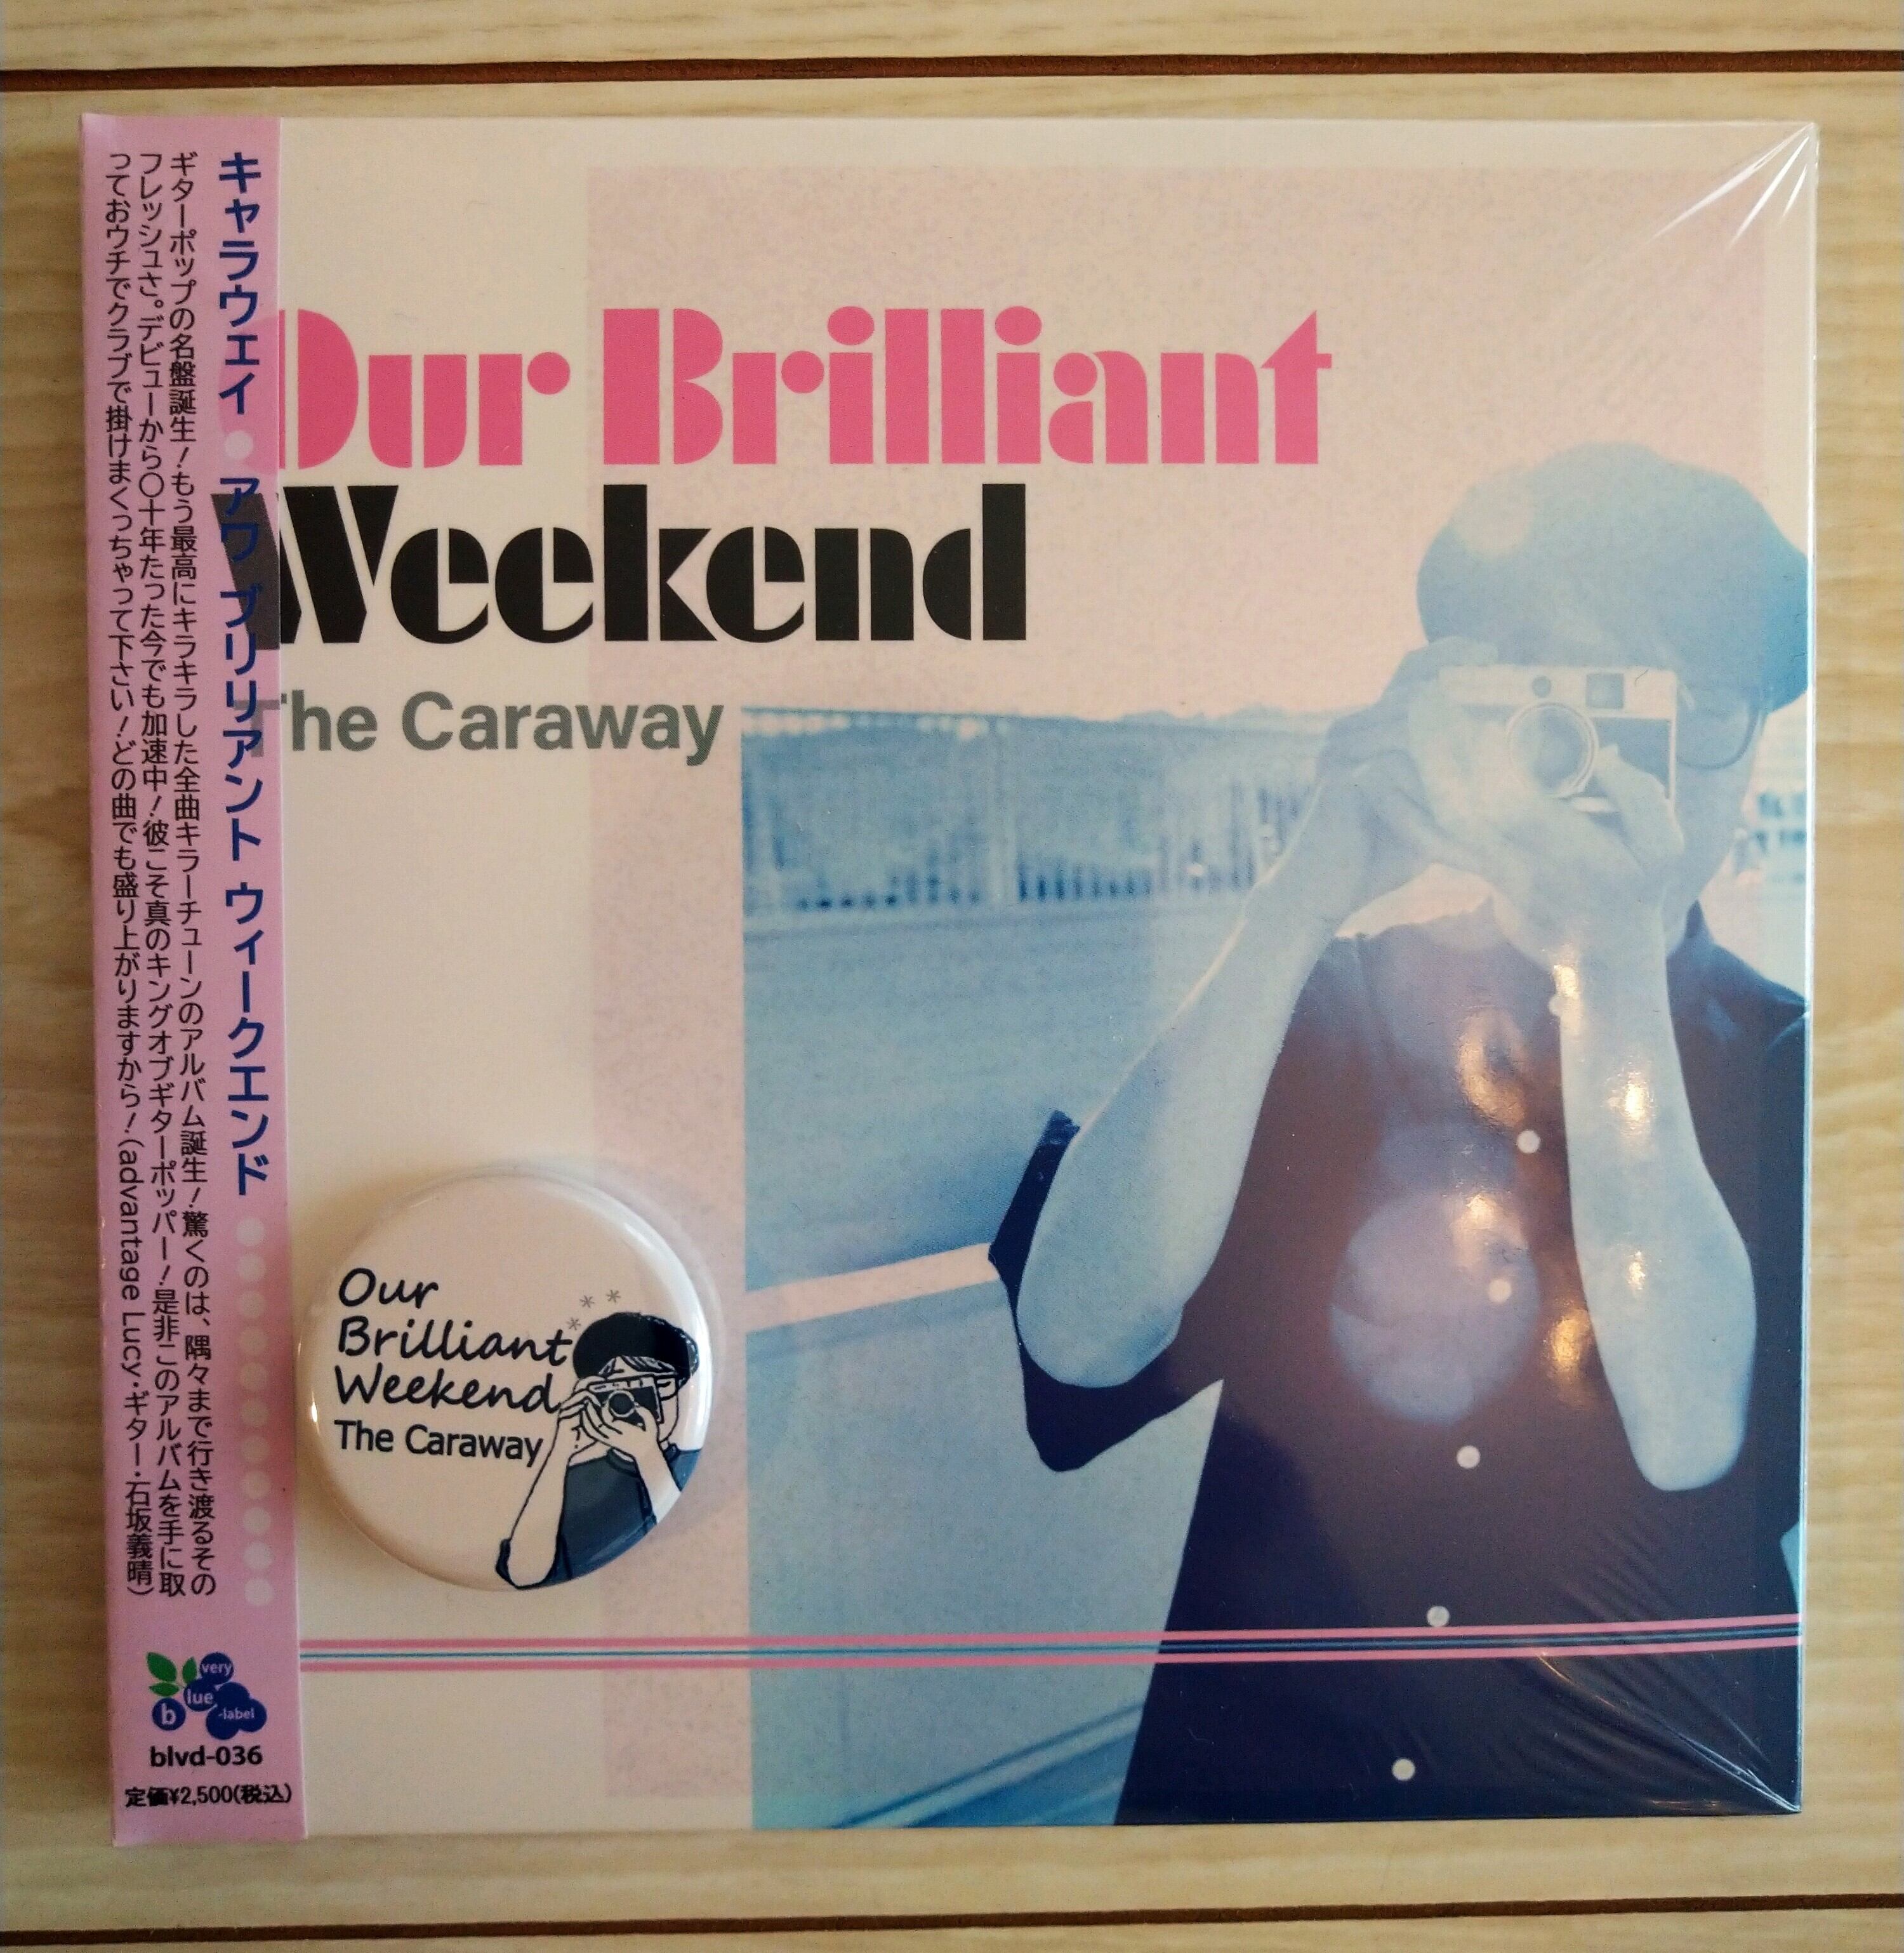 キャラウェイ ● アワ ブリリアント ウィークエンド
ギターポップの名盤誕生！もう最高にキラキラした全曲キラーチューンのアルバム誕生！驚くのは、隅々まで行き渡るその
フレッシュさ。デビューから〇十年たった今でも加速中！彼こそ真のキングオブギターポッパー！是非このアルバムを手に取
っておウチでクラブで掛けまくっちゃって下さい！どの曲でも盛り上がりますから！（advantage Lucy・ギター・石坂義晴）
very
blue
-label
blvd-036
定価¥2,500(税込)
Our Brilliant
Weekend
The Caraway
Our
Brilliant
Weekend
The Caraway